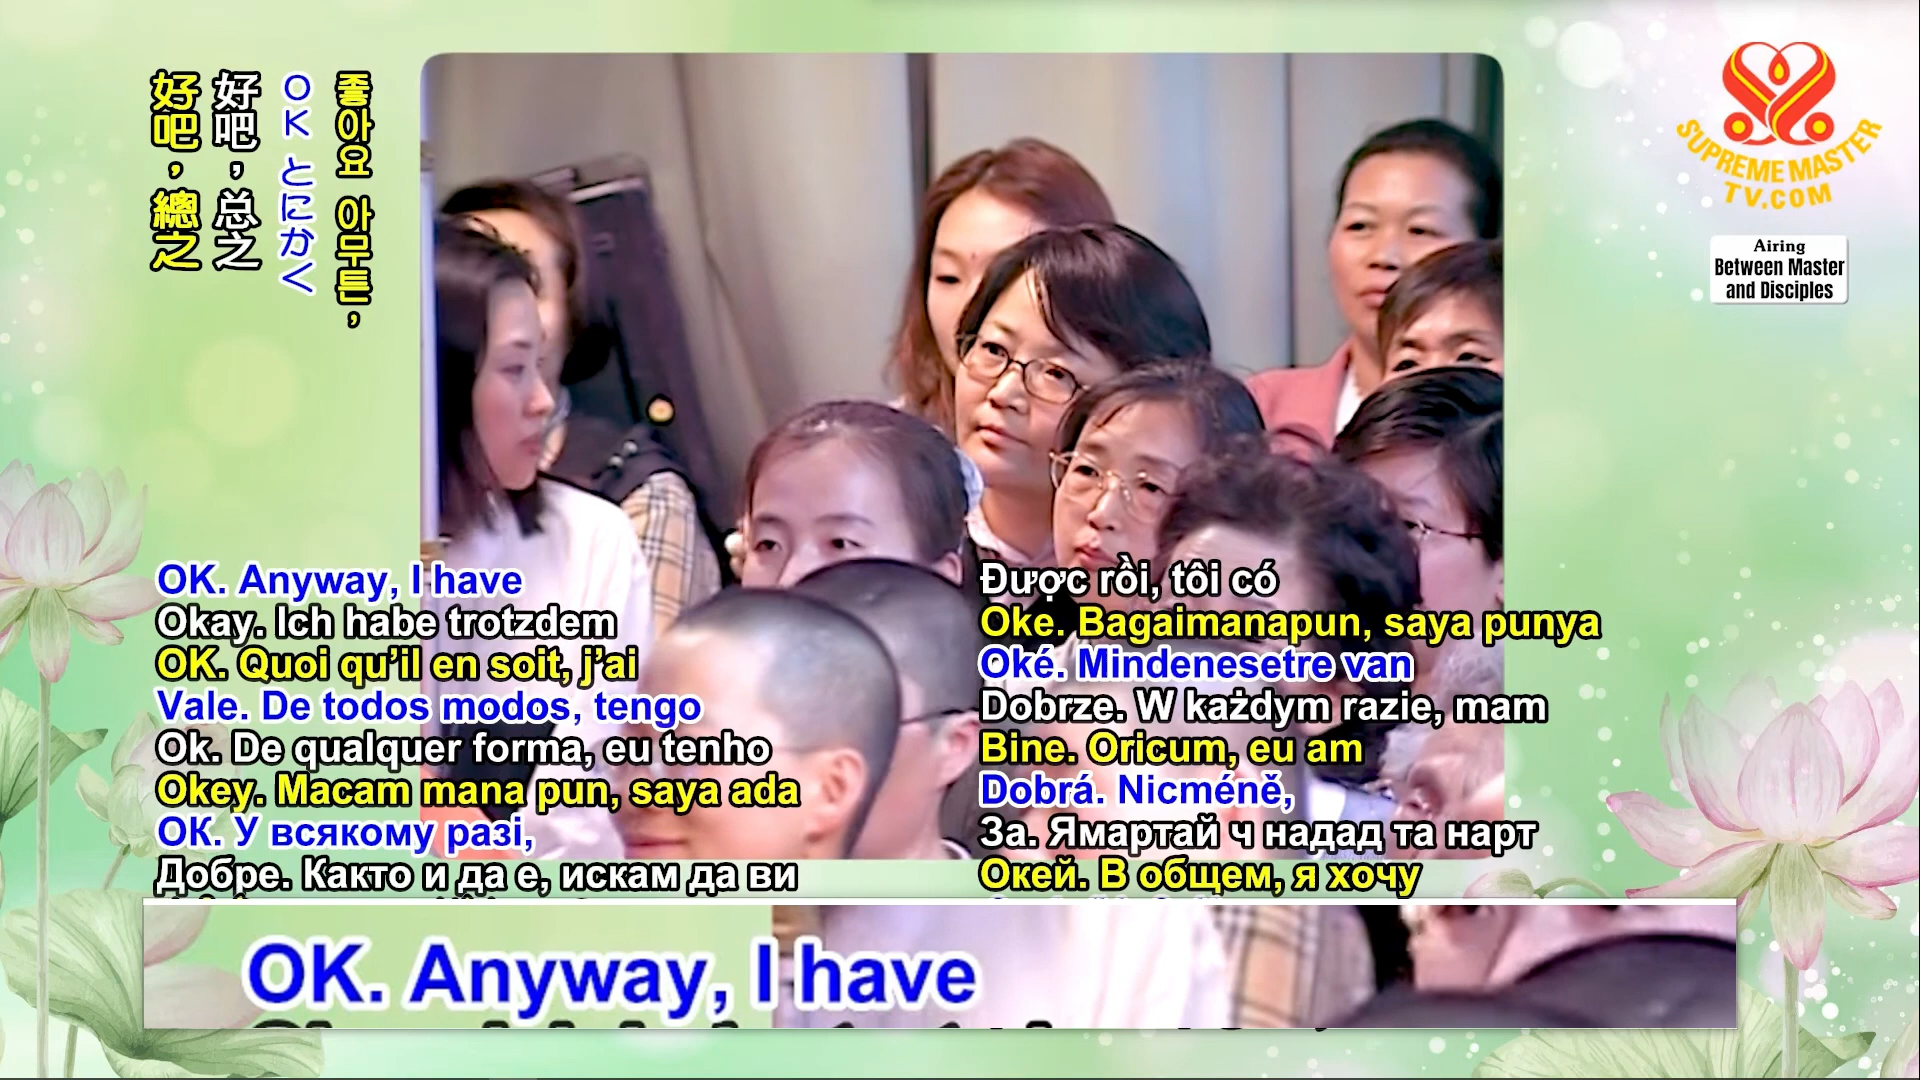 好吧，總之
好吧，总之
OK とにかく
좋아요 아무튼,
SUPREME MASTER
TV.COM
Airing
Between Master
and Disciples
OK. Anyway, I have
Okay. Ich habe trotzdem
OK. Quoi qu’il en soit, j’ai
Vale. De todos modos, tengo
Ok. De qualquer forma, eu tenho
Okey. Macam mana pun, saya ada
ОК. У всякому разі,
Добре. Както и да е, искам да ви
Được rồi, tôi có
Oke. Bagaimanapun, saya punya
Oké. Mindenesetre van
Dobrze. W każdym razie, mam
Bine. Oricum, eu am
Dobrá. Nicméně,
За. Ямартай ч надад та нарт
Окей. В общем, я хочу
OK. Anyway, I have